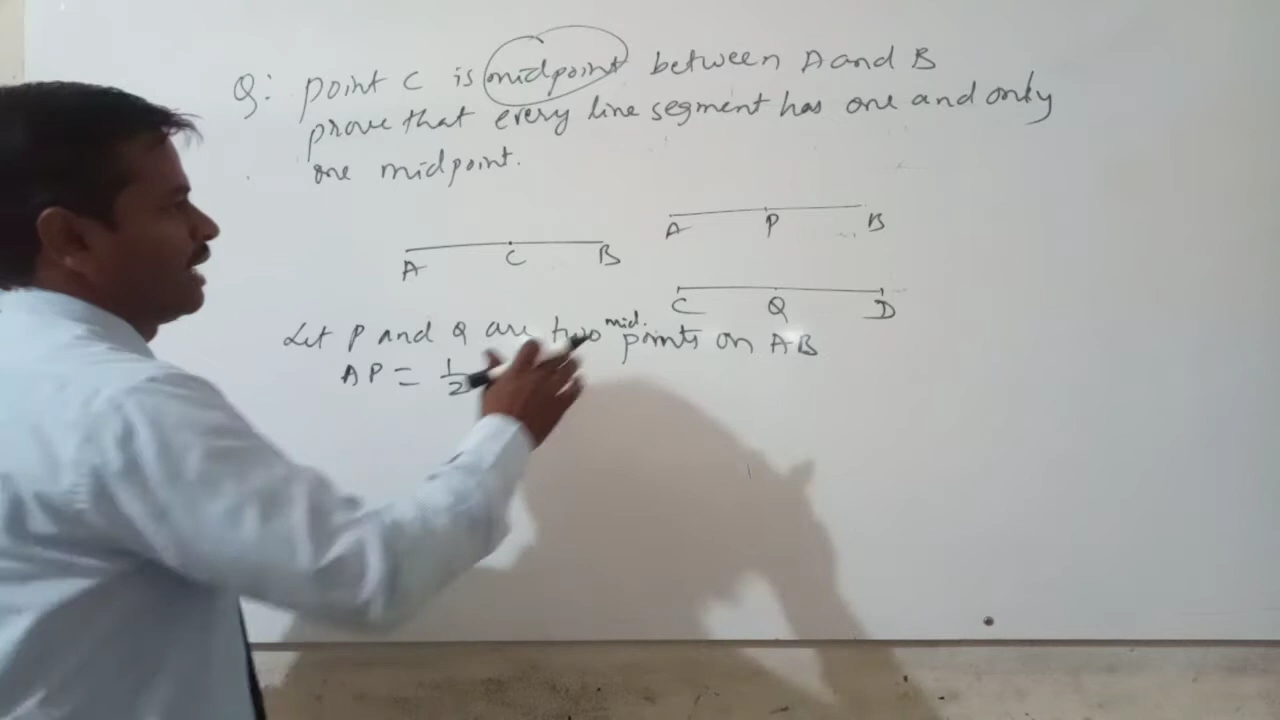 Q: point C is midpoint between A and B
prove that every line segment has one and only
one midpoint.
A P B
A C B
C Q D
Let P and Q are two mid. points on AB
AP = 1/2